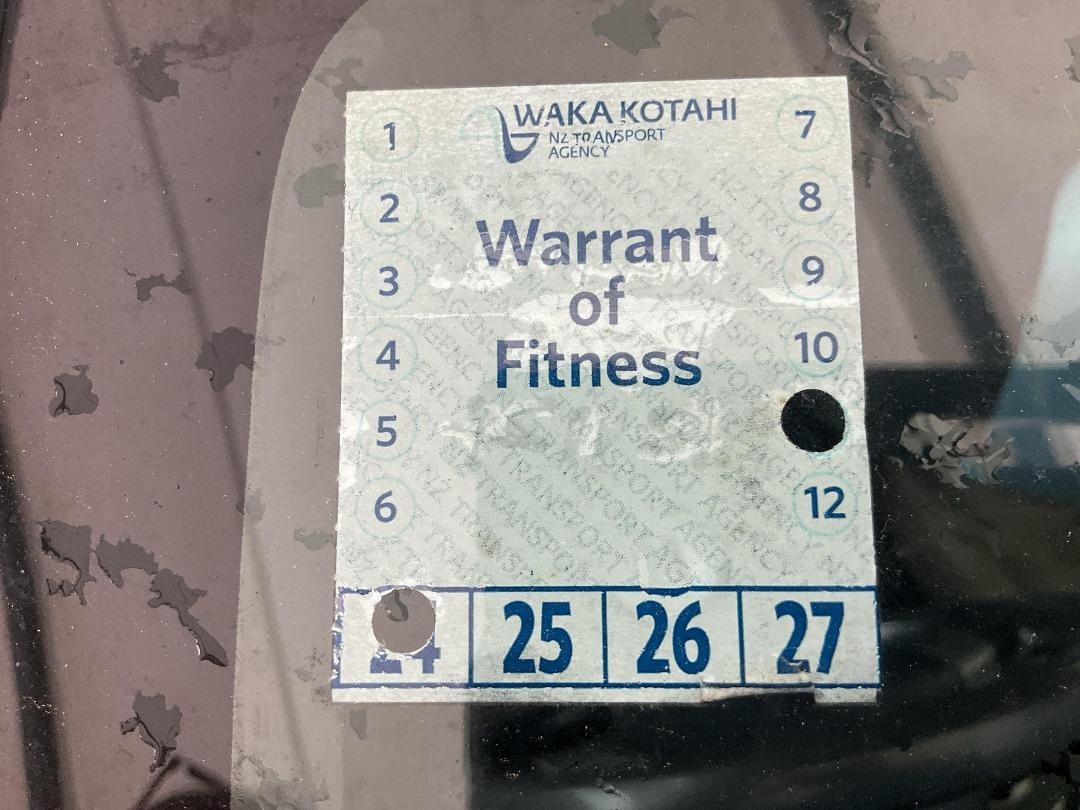 WAKA KOTAHI
NZ TRANSPORT
AGENCY
Warrant
of
Fitness
1
2
3
4
5
6
7
8
9
10
12
24
25
26
27